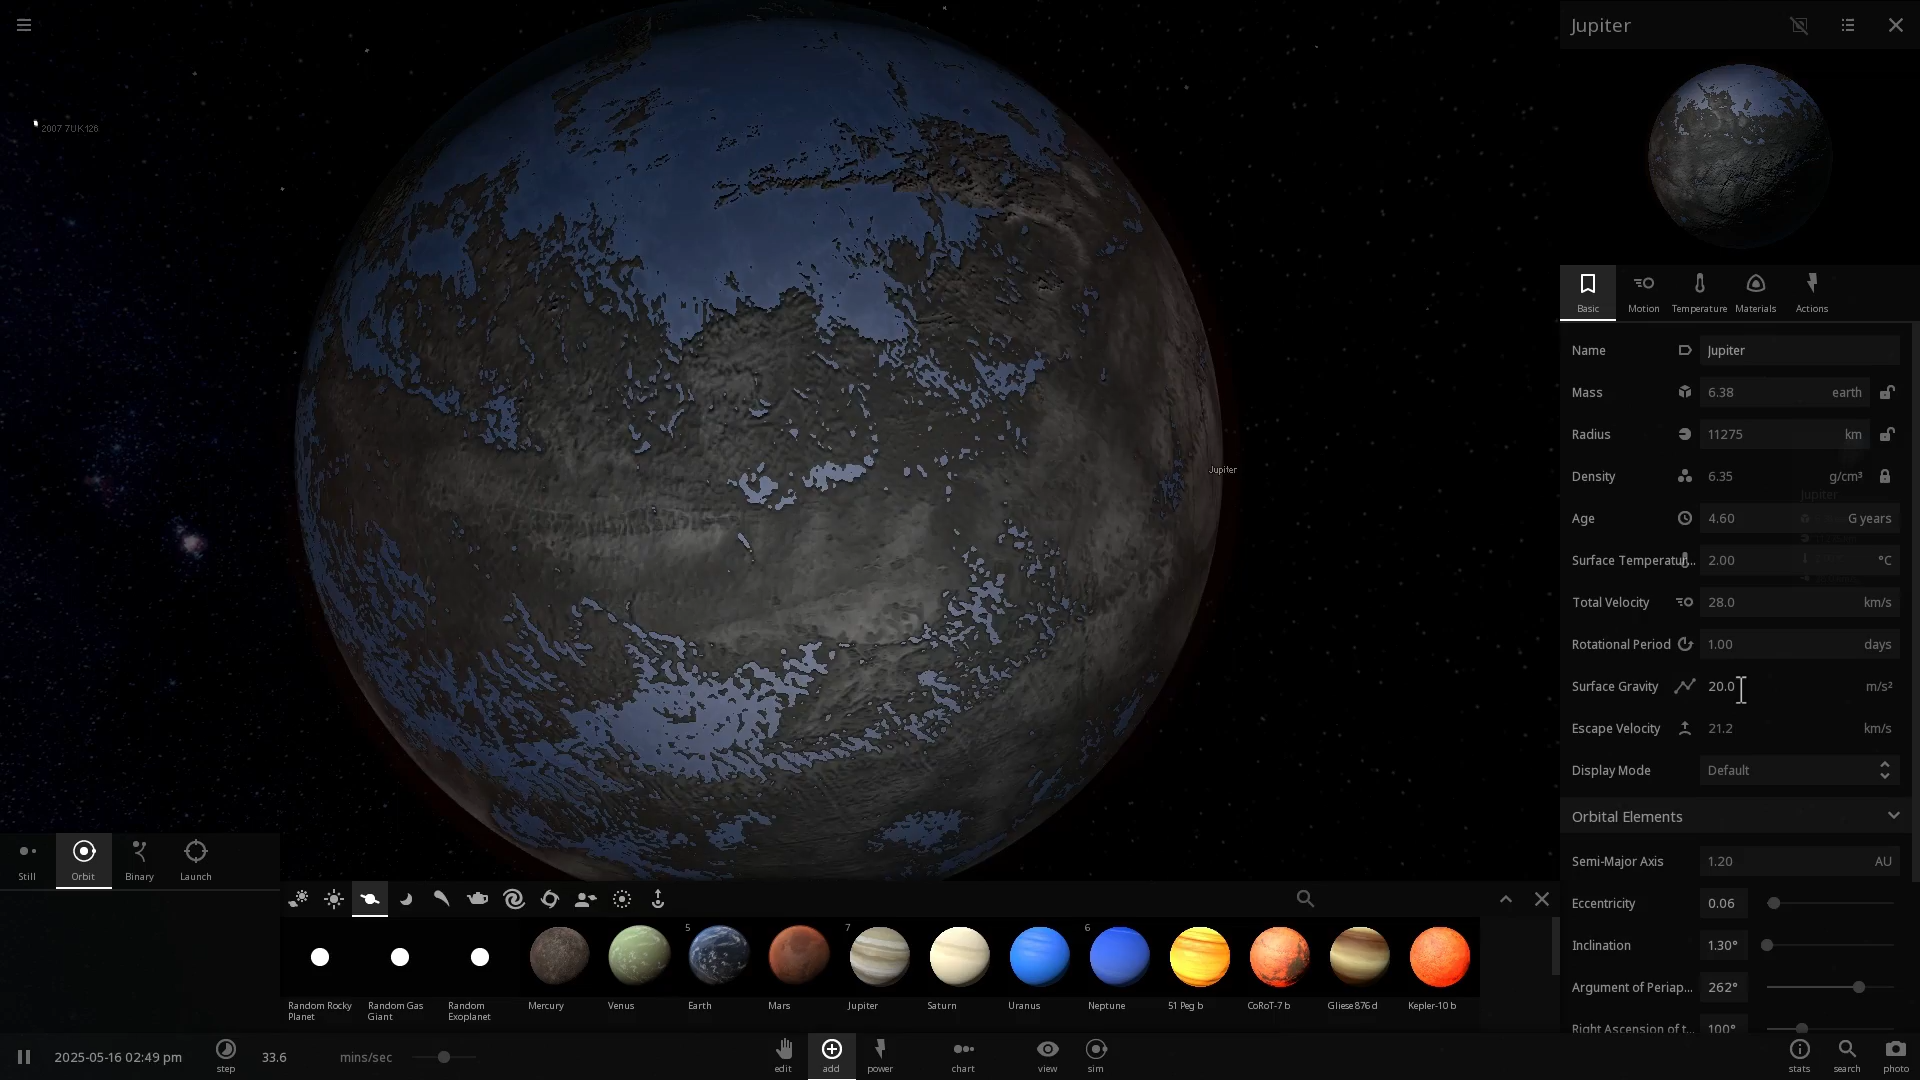 Jupiter
2007 7UK126
Basic
Motion
Temperature
Materials
Actions
Name
Jupiter
Mass
6.38
earth
Radius
11275
km
Density
6.35
g/cm³
Jupiter
Age
4.60
G years
Surface Temperatur...
2.00
°C
Total Velocity
28.0
km/s
Rotational Period
1.00
days
Surface Gravity
20.0
m/s²
Escape Velocity
21.2
km/s
Display Mode
Default
Orbital Elements
Semi-Major Axis
1.20
AU
Eccentricity
0.06
Inclination
1.30°
Argument of Periap...
262°
Right Ascension of t...
100°
Jupiter
Still
Orbit
Binary
Launch
5
7
6
Random Rocky
Planet
Random Gas
Giant
Random
Exoplanet
Mercury
Venus
Earth
Mars
Jupiter
Saturn
Uranus
Neptune
51 Peg b
CoRoT-7 b
Gliese 876 d
Kepler-10 b
2025-05-16 02:49 pm
step
33.6
mins/sec
edit
add
power
chart
view
sim
stats
search
photo